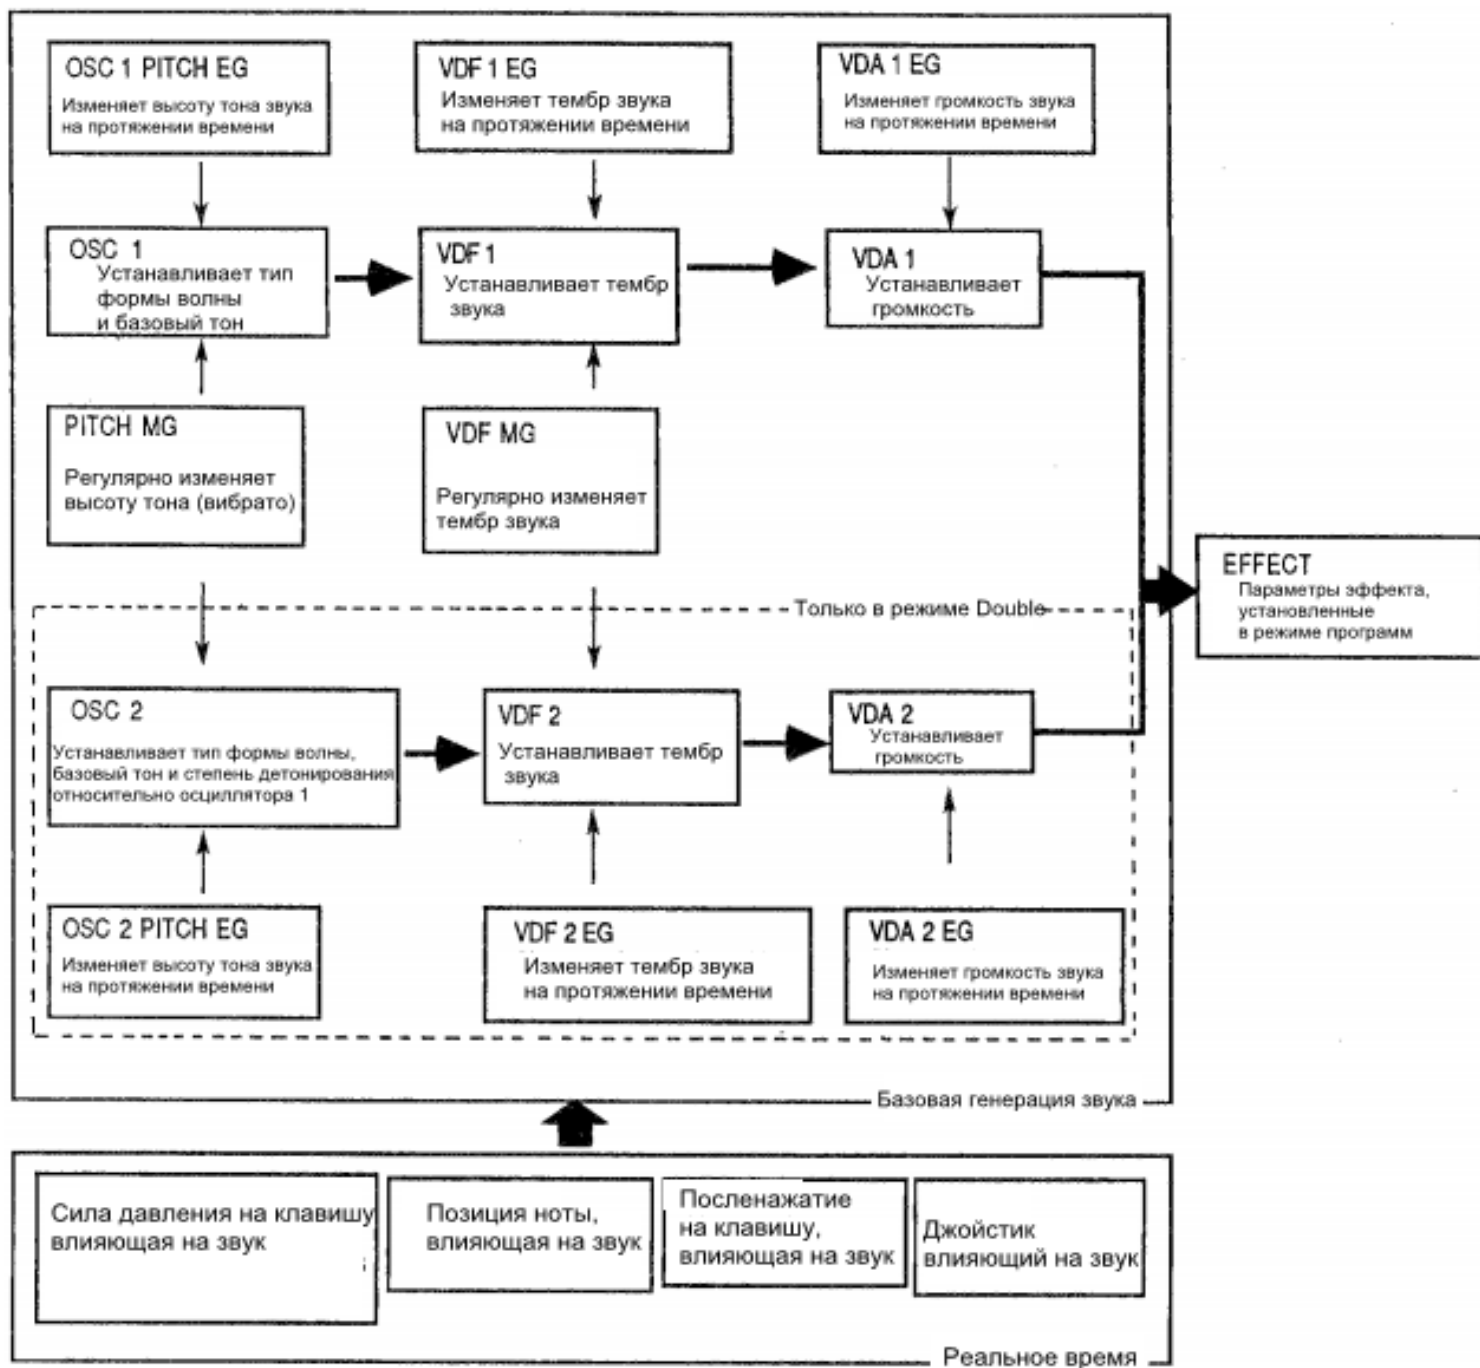 OSC 1 PITCH EG
Изменяет высоту тона звука
на протяжении времени
VDF 1 EG
Изменяет тембр звука
на протяжении времени
VDA 1 EG
Изменяет громкость звука
на протяжении времени
OSC 1
Устанавливает тип
формы волны
и базовый тон
VDF 1
Устанавливает тембр
звука
VDA 1
Устанавливает
громкость
PITCH MG
Регулярно изменяет
высоту тона (вибрато)
VDF MG
Регулярно изменяет
тембр звука
EFFECT
Параметры эффекта,
установленные
в режиме программ
Только в режиме Double
OSC 2
Устанавливает тип формы волны,
базовый тон и степень детонирования
относительно осциллятора 1
VDF 2
Устанавливает тембр
звука
VDA 2
Устанавливает
громкость
OSC 2 PITCH EG
Изменяет высоту тона звука
на протяжении времени
VDF 2 EG
Изменяет тембр звука
на протяжении времени
VDA 2 EG
Изменяет громкость звука
на протяжении времени
Базовая генерация звука
Сила давления на клавишу,
влияющая на звук
Позиция ноты,
влияющая на звук
Посленажатие
на клавишу,
влияющая на звук
Джойстик
влияющий на звук
Реальное время